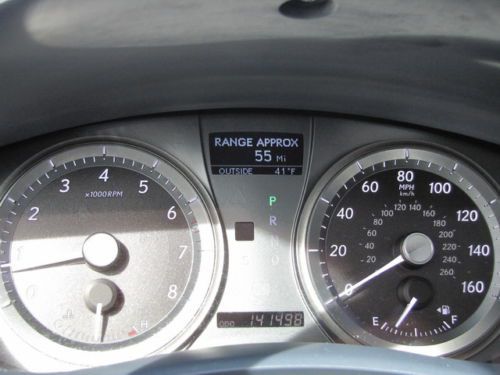 RANGE APPROX
55 Mi
OUTSIDE 41°F
1 2 3 4 5 6 7 8
x1000RPM
H
P
R
ODO 141498
0 20 40 60 80 100 120 140 160
MPH
km/h
20 40 60 80 100 120 140 160 180 200 220 240 260
E F